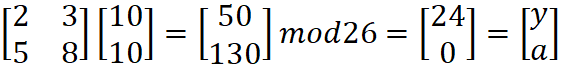 [2 3 5 8] [10 10] = [50 130] mod26 = [24 0] = [y a]